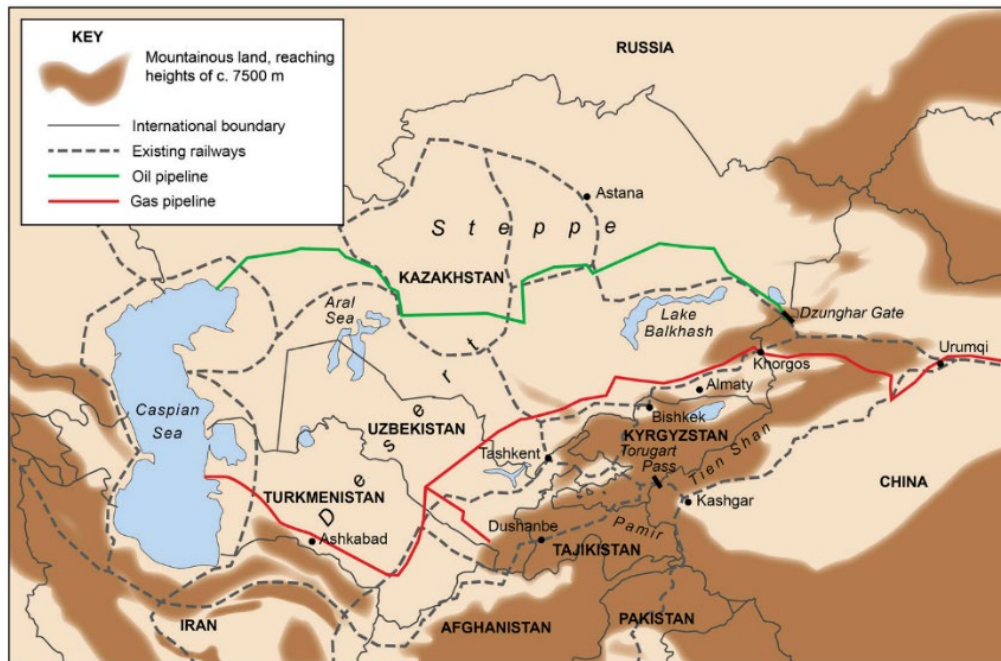 KEY
Mountainous land, reaching
heights of c. 7500 m
International boundary
Existing railways
Oil pipeline
Gas pipeline
RUSSIA
Astana
Steppe
KAZAKHSTAN
Aral
Sea
Lake
Balkhash
Dzunghar Gate
Urumqi
Khorgos
Almaty
Caspian
Sea
Bishkek
UZBEKISTAN
KYRGYZSTAN
Tashkent
Torugart
Pass
Tien Shan
CHINA
TURKMENISTAN
Desert
Kashgar
Dushanbe
Pamir
Ashkabad
TAJIKISTAN
IRAN
AFGHANISTAN
PAKISTAN